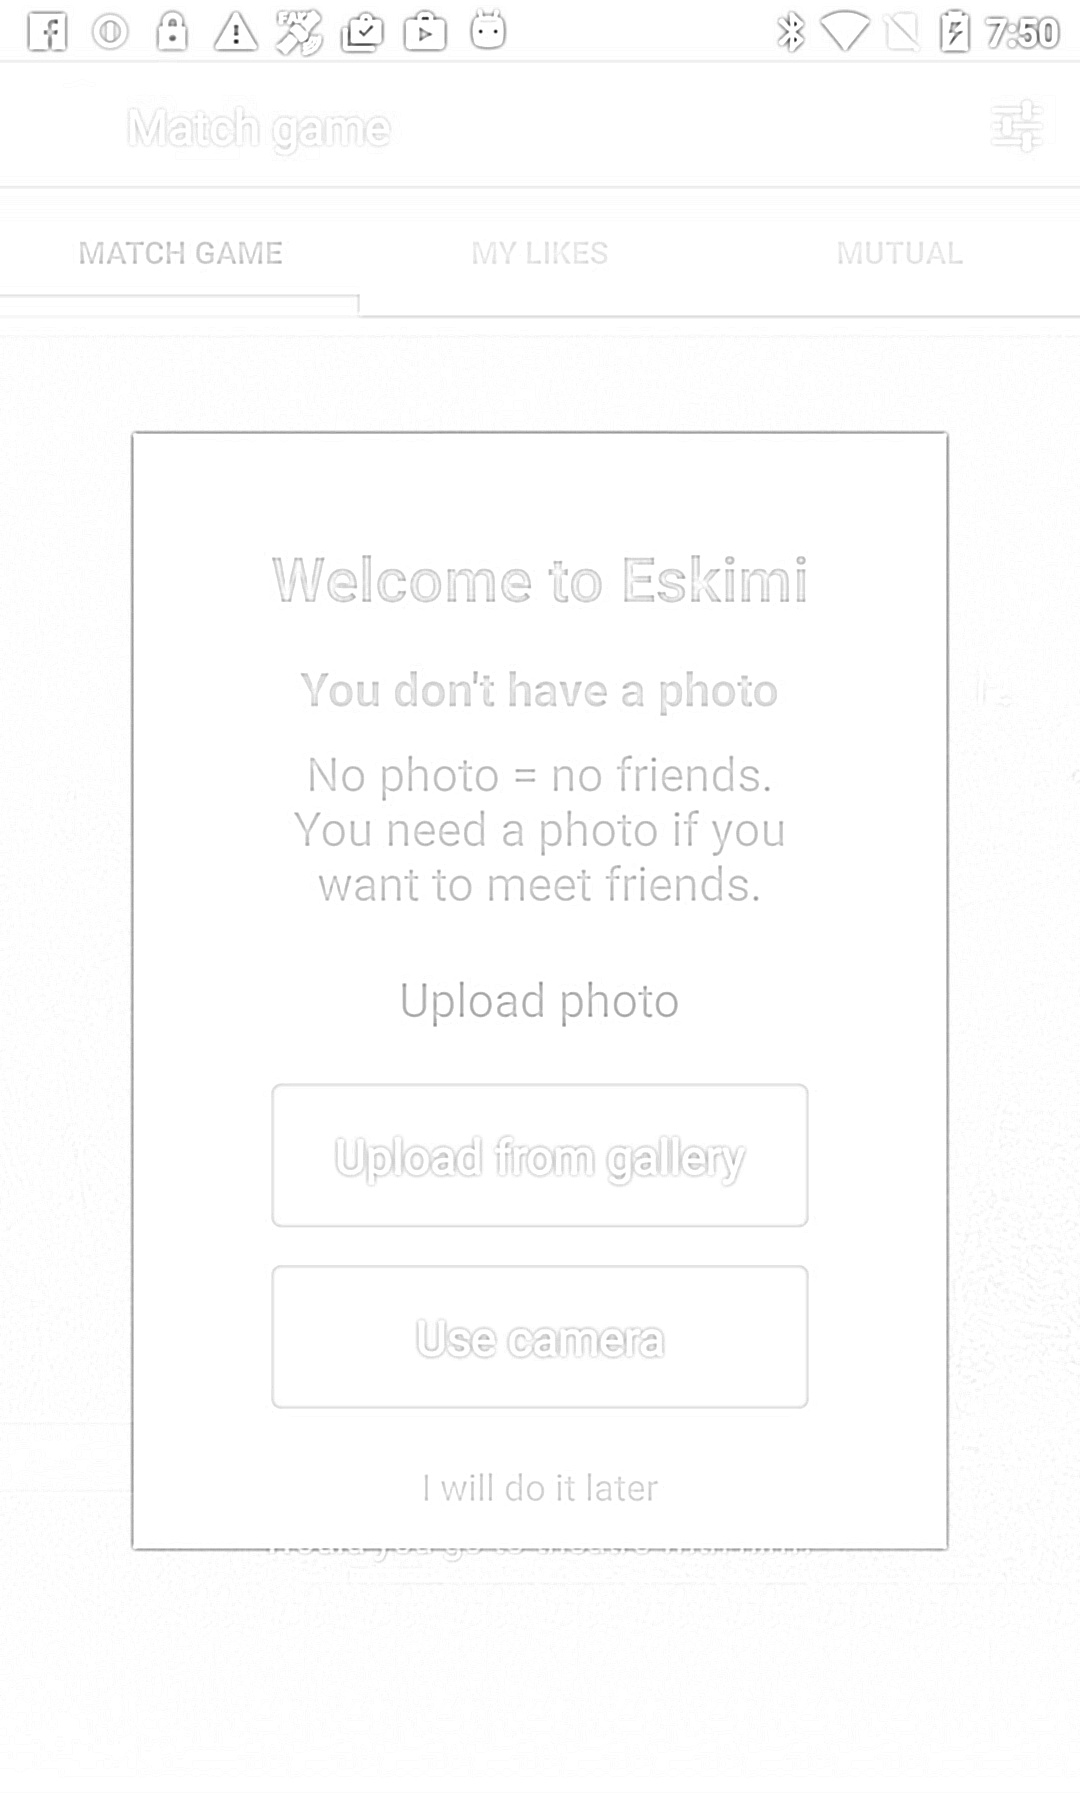 7:50
Match game
MATCH GAME
MY LIKES
MUTUAL
Welcome to Eskimi
You don't have a photo
No photo = no friends.
You need a photo if you
want to meet friends.
Upload photo
Upload from gallery
Use camera
I will do it later